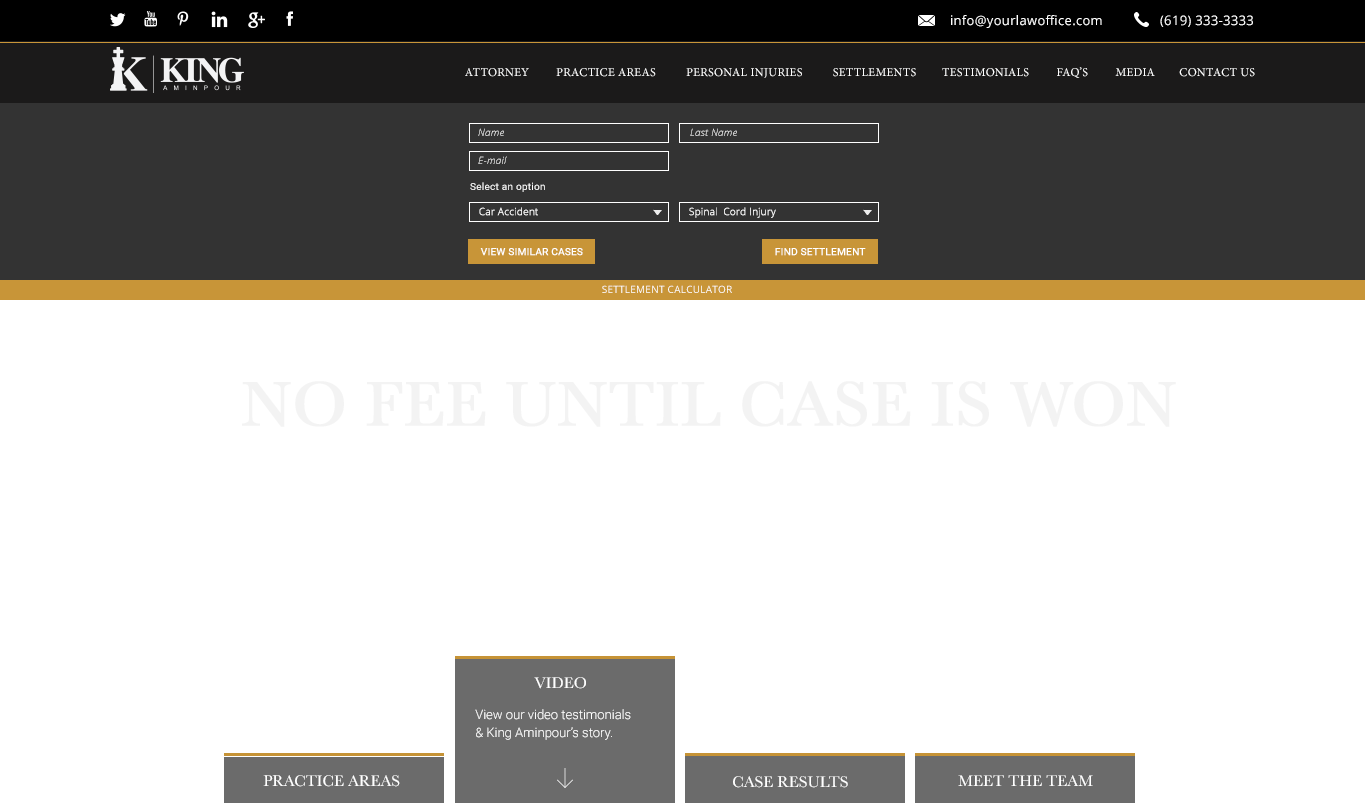 info@yourlawoffice.com (619) 333-3333
KING
AMINPOUR
ATTORNEY PRACTICE AREAS PERSONAL INJURIES SETTLEMENTS TESTIMONIALS FAQ'S MEDIA CONTACT US
Name Last Name
E-mail
Select an option
Car Accident Spinal Cord Injury
VIEW SIMILAR CASES FIND SETTLEMENT
SETTLEMENT CALCULATOR
NO FEE UNTIL CASE IS WON
VIDEO
View our video testimonials
& King Aminpour's story.
PRACTICE AREAS CASE RESULTS MEET THE TEAM